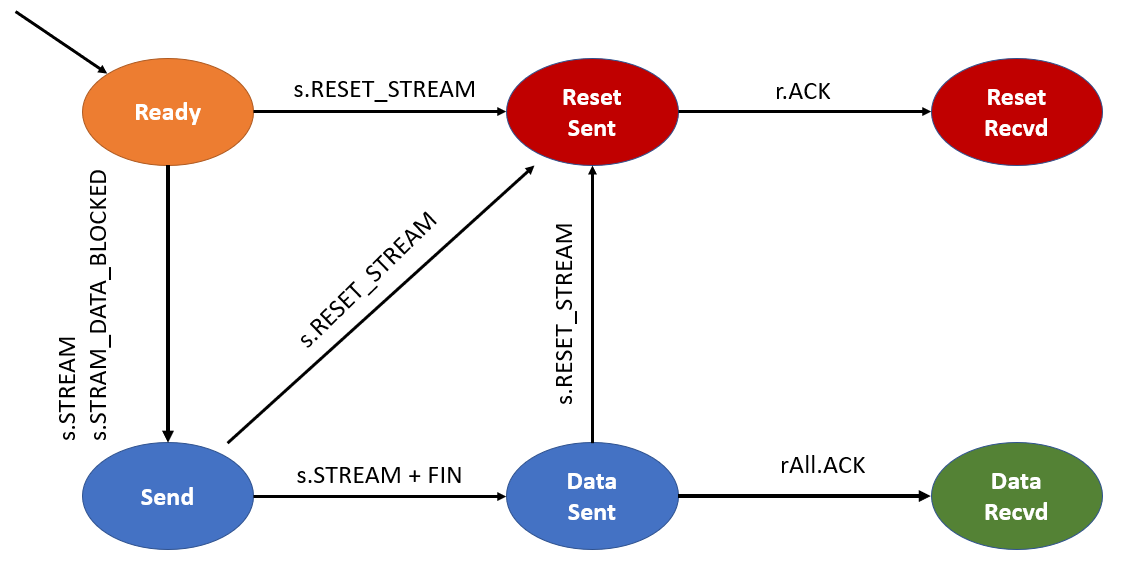 Ready
s.RESET_STREAM
Reset
Sent
r.ACK
Reset
Recvd
s.STREAM
s.STRAM_DATA_BLOCKED
s.RESET_STREAM
s.RESET_STREAM
Send
s.STREAM + FIN
Data
Sent
rAll.ACK
Data
Recvd